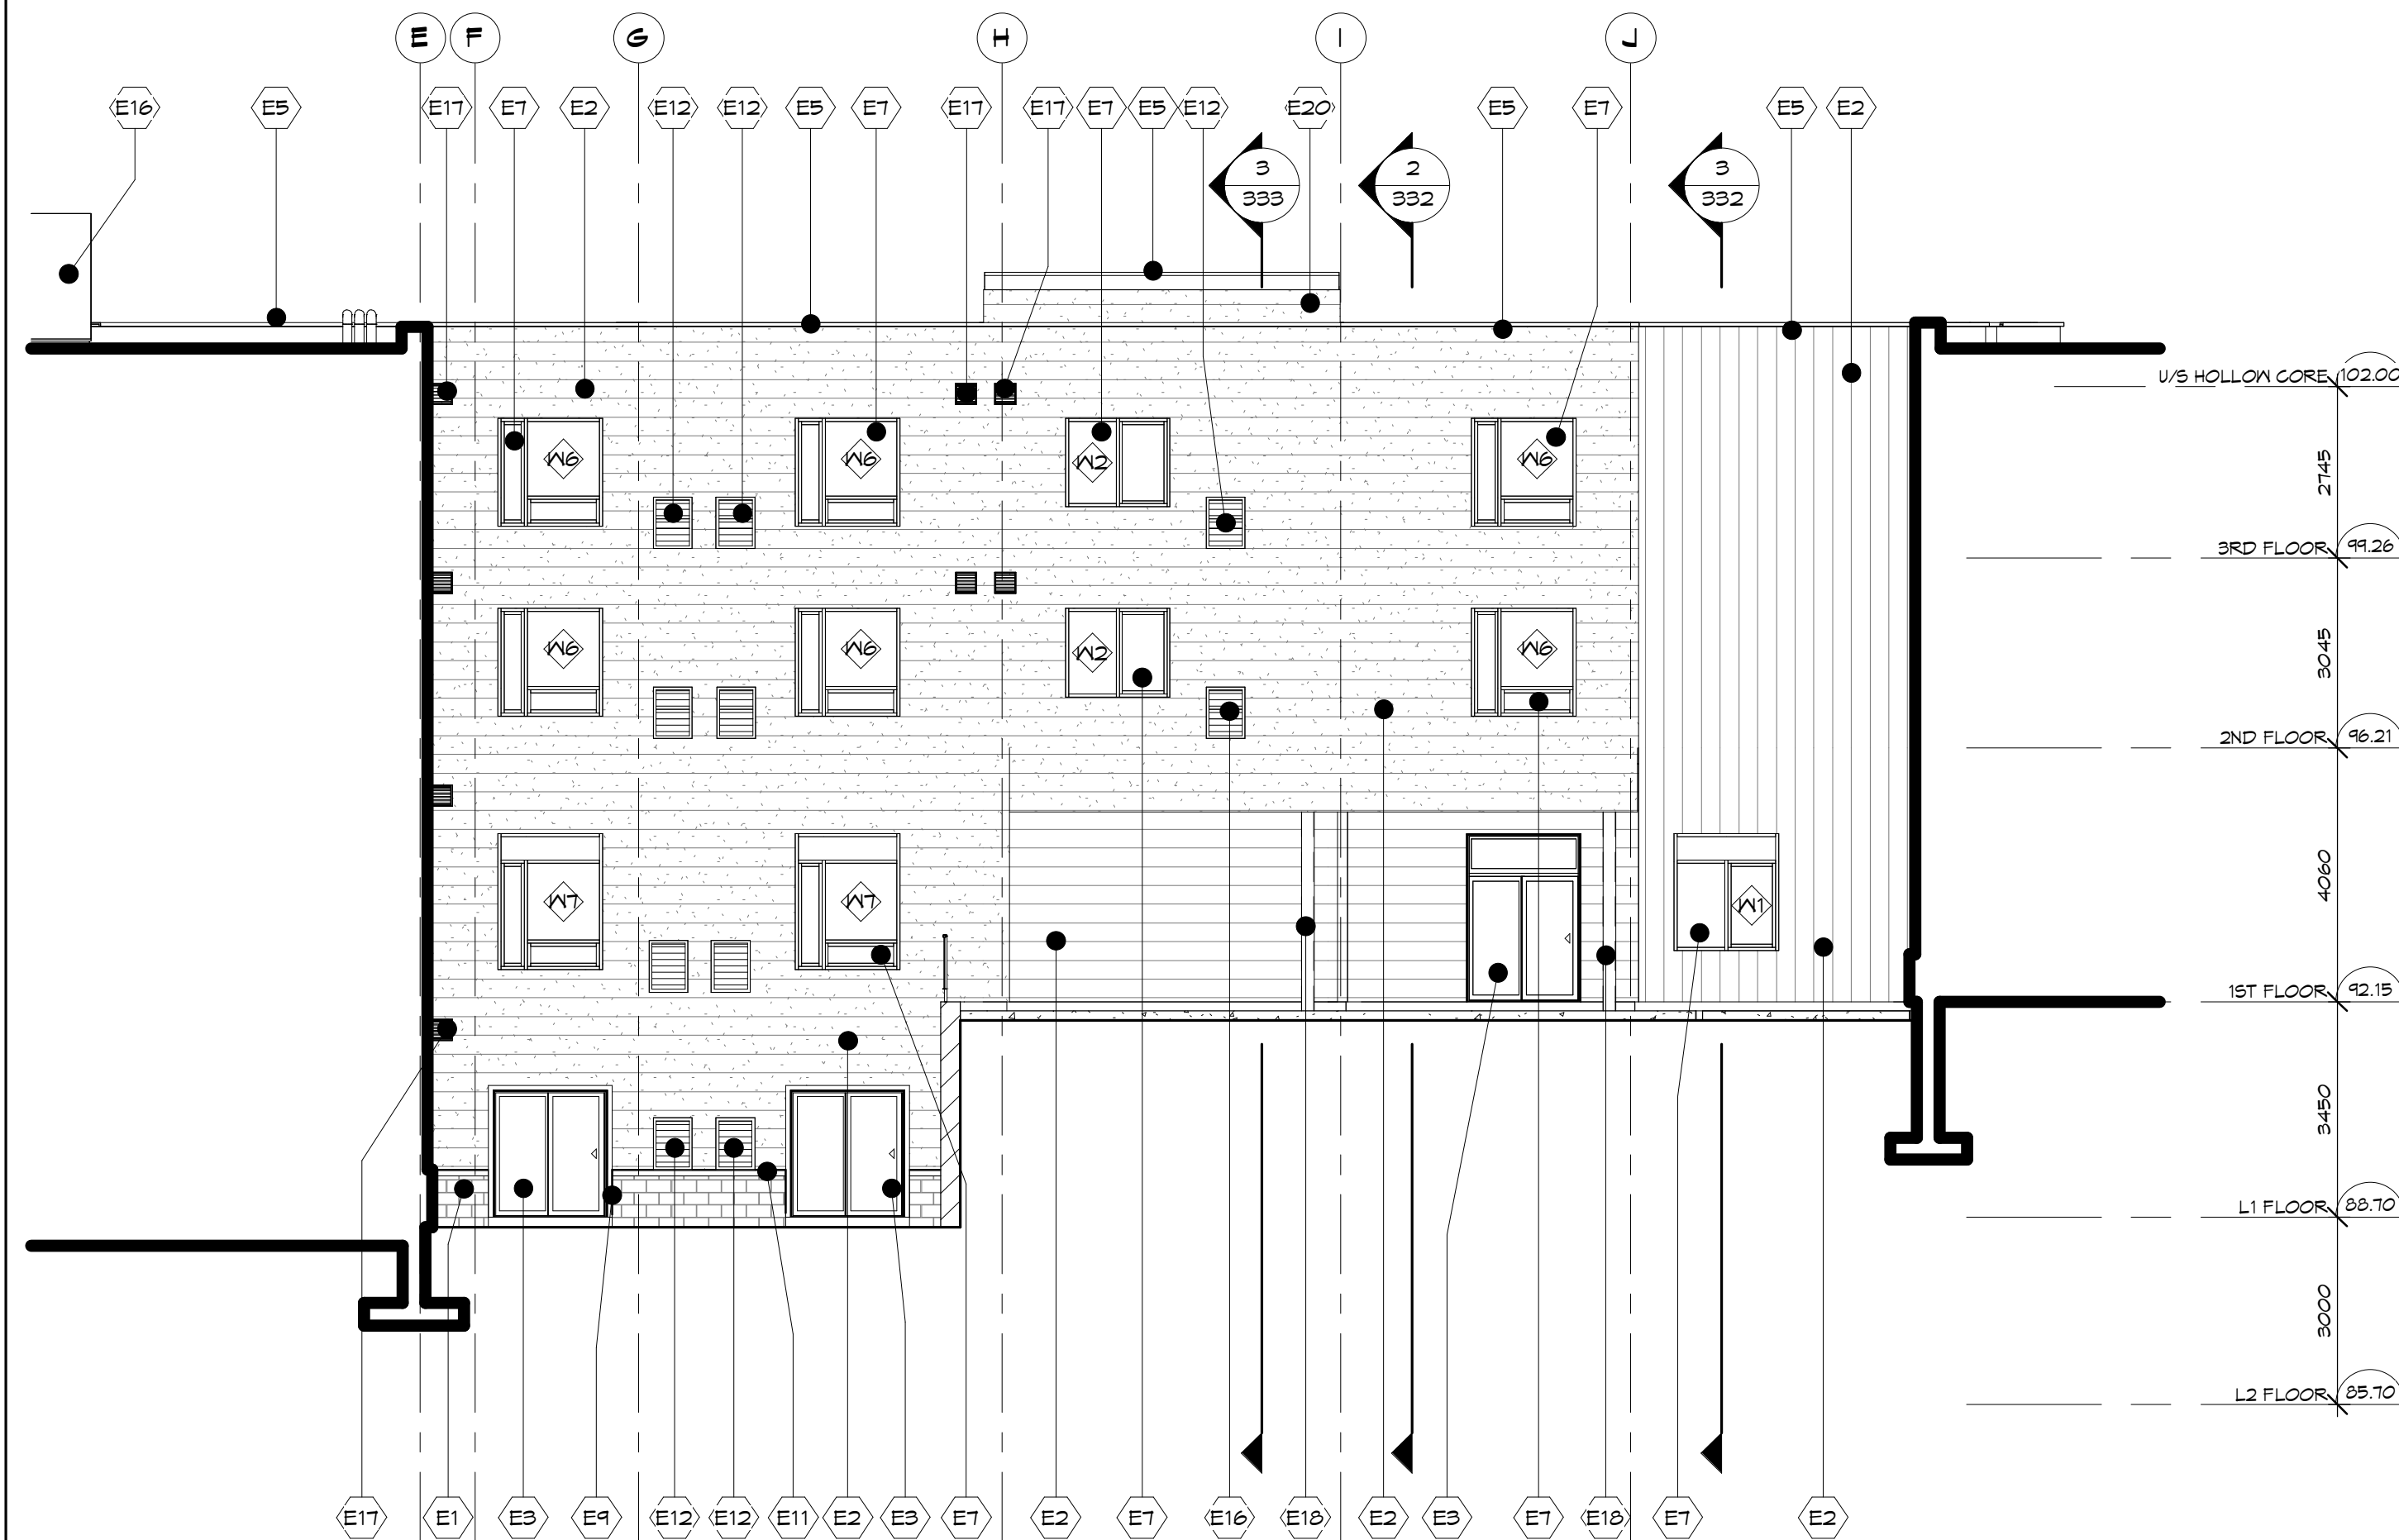 E F G H I J
E16 E5 E17 E7 E2 E12 E12 E5 E7 E17 E17 E7 E5 E12 E20 E5 E7 E5 E2
3 2 3
333 332 332
U/S HOLLOW CORE 102.00
2745
W6 W6 W2 W6
3RD FLOOR 99.26
3045
W6 W6 W2 W6
2ND FLOOR 96.21
4060
W7 W7 W1
1ST FLOOR 92.15
3450
L1 FLOOR 88.70
3000
L2 FLOOR 85.70
E17 E1 E3 E9 E12 E12 E11 E2 E3 E7 E2 E7 E16 E18 E2 E3 E7 E18 E7 E2